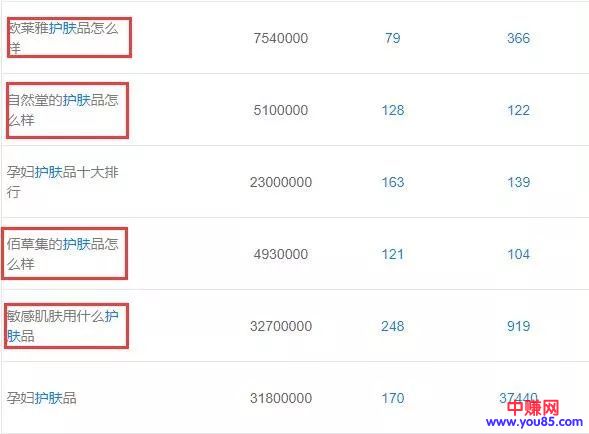 欧莱雅护肤品怎么
样
7540000 79 366
自然堂的护肤品怎
么样
5100000 128 122
孕妇护肤品十大排
行
23000000 163 139
佰草集的护肤品怎
么样
4930000 121 104
敏感肌肤用什么护
肤品
32700000 248 919
孕妇护肤品 31800000 170 37440
中赚网
www.you85.com